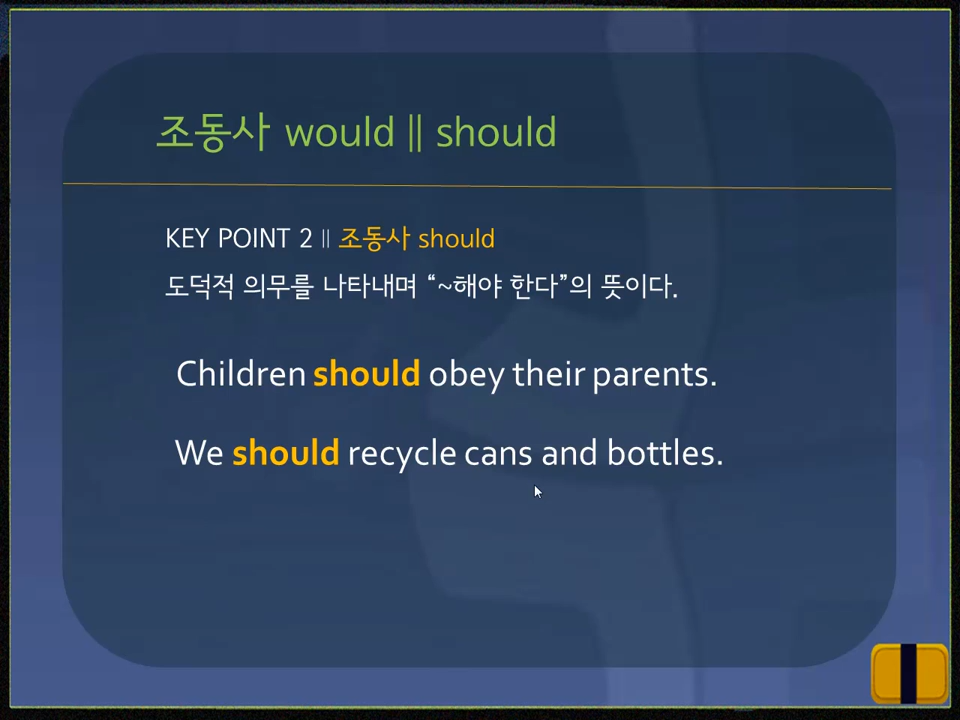 조동사 would || should
KEY POINT 2 || 조동사 should
도덕적 의무를 나타내며 “~해야 한다”의 뜻이다.
Children should obey their parents.
We should recycle cans and bottles.